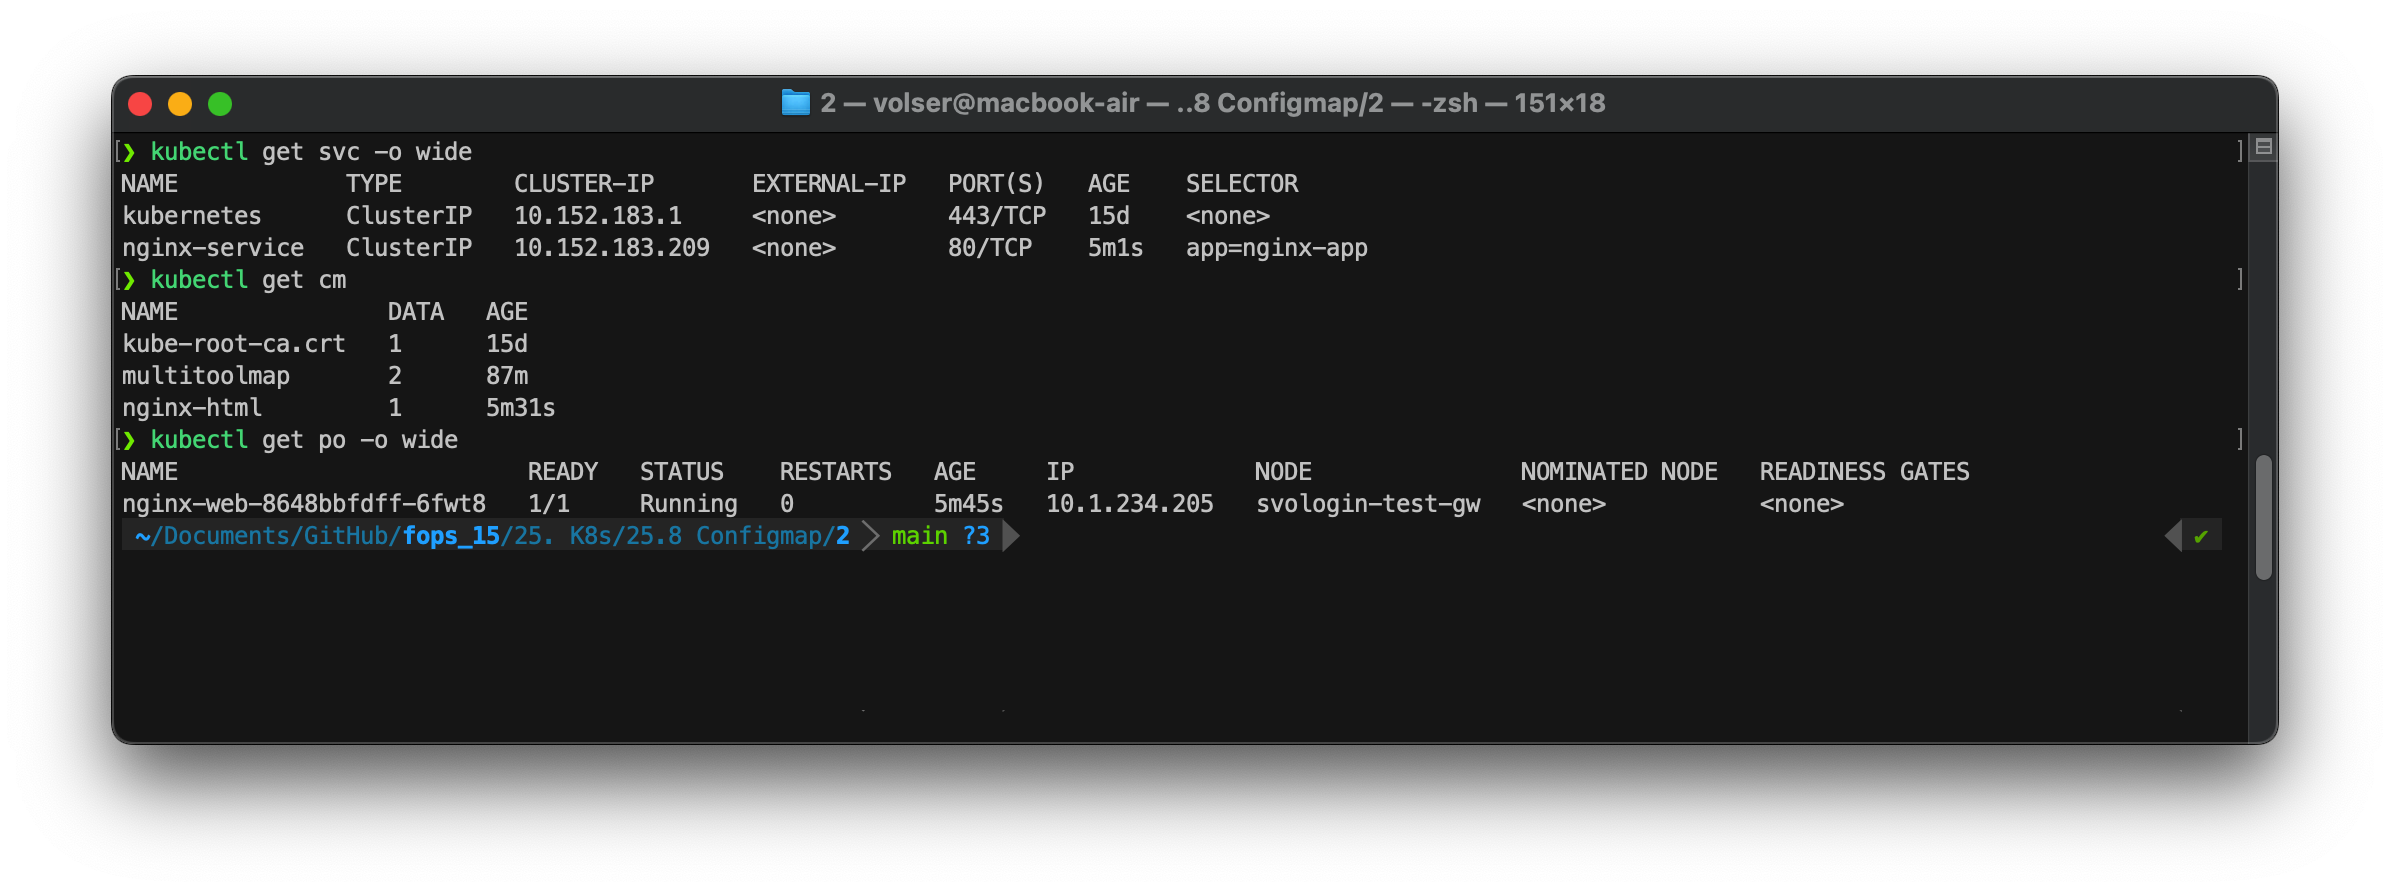 2 — volser@macbook-air — ..8 Configmap/2 — -zsh — 151×18
[❯ kubectl get svc -o wide ]
NAME TYPE CLUSTER-IP EXTERNAL-IP PORT(S) AGE SELECTOR
kubernetes ClusterIP 10.152.183.1 <none> 443/TCP 15d <none>
nginx-service ClusterIP 10.152.183.209 <none> 80/TCP 5m1s app=nginx-app
[❯ kubectl get cm ]
NAME DATA AGE
kube-root-ca.crt 1 15d
multitoolmap 2 87m
nginx-html 1 5m31s
[❯ kubectl get po -o wide ]
NAME READY STATUS RESTARTS AGE IP NODE NOMINATED NODE READINESS GATES
nginx-web-8648bbfdff-6fwt8 1/1 Running 0 5m45s 10.1.234.205 svologin-test-gw <none> <none>
~/Documents/GitHub/fops_15/25. K8s/25.8 Configmap/2 main ?3 ✔